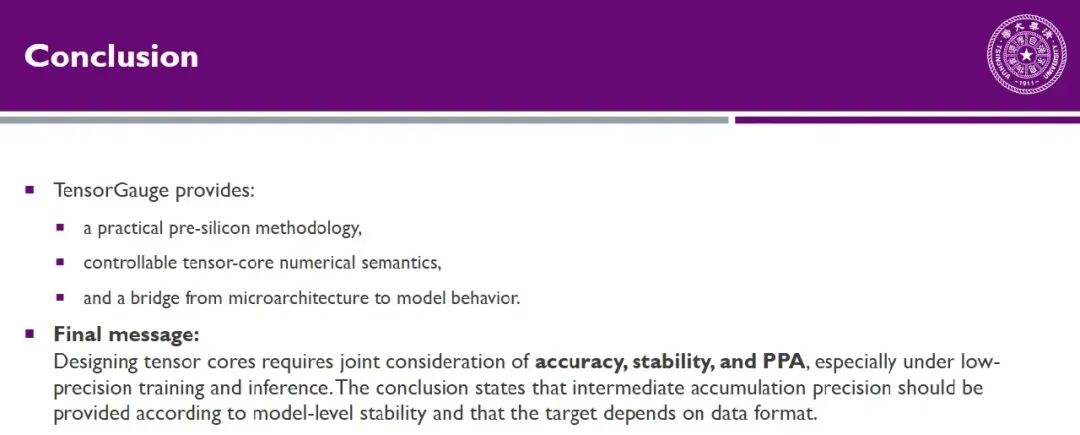 Conclusion
TSINGHUA UNIVERSITY
-1911-
TensorGauge provides:
a practical pre-silicon methodology,
controllable tensor-core numerical semantics,
and a bridge from microarchitecture to model behavior.
Final message:
Designing tensor cores requires joint consideration of accuracy, stability, and PPA, especially under low-
precision training and inference. The conclusion states that intermediate accumulation precision should be
provided according to model-level stability and that the target depends on data format.